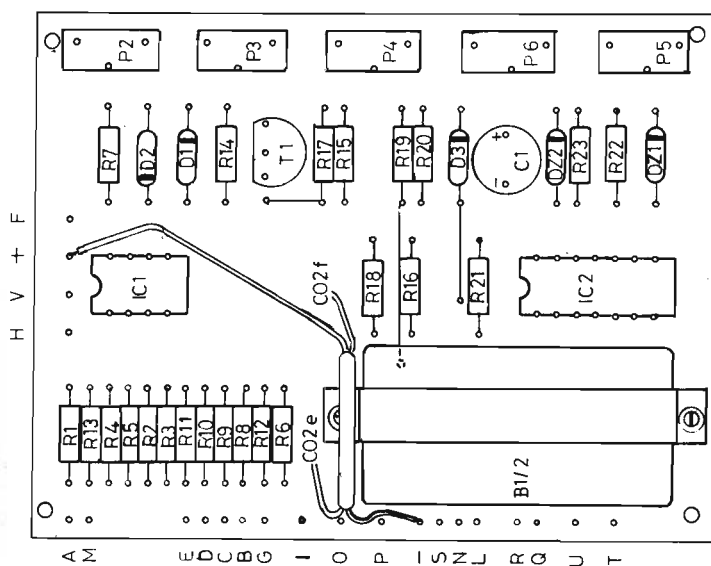 P2 P3 P4 P6 P5
R7 D2 D1 R14 T1 R17 R15 R19 R20 D3 + - C1 DZ2 R23 R22 DZ1
H V + F
IC1 CO2f R18 R16 R21 IC2
R1 R13 R4 R5 R2 R3 R11 R10 R9 R8 R12 R6 CO2e B1/2
A M E D C B G I O P - S N L R Q U T